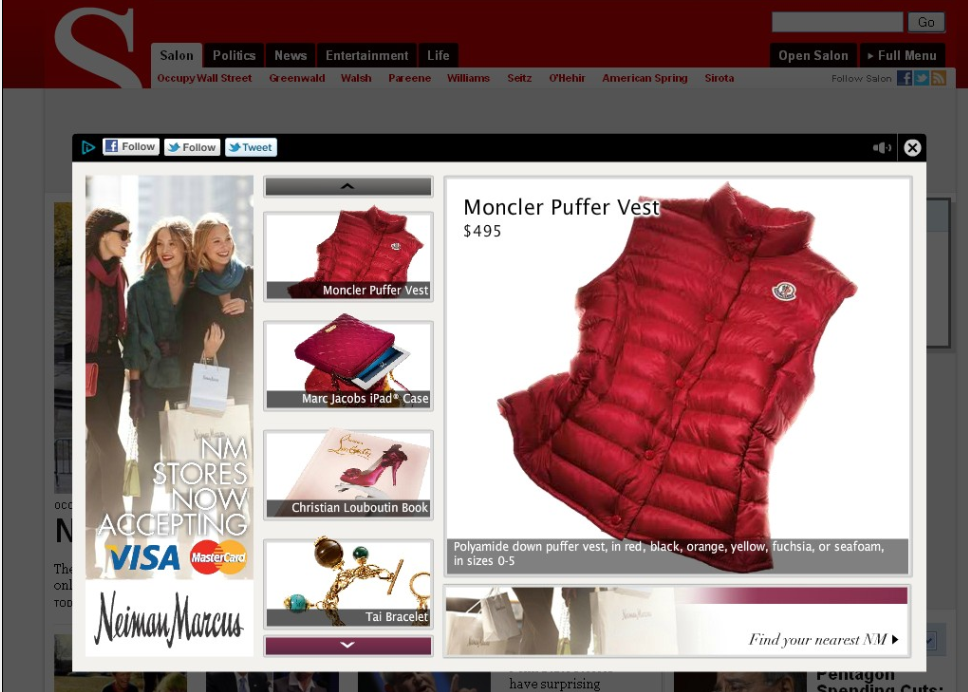 S
Go
Salon Politics News Entertainment Life
Open Salon Full Menu
Occupy Wall Street Greenwald Walsh Pareene Williams Seitz O'Hehir American Spring Sirota
Follow Salon
Follow Follow Tweet
NM
STORES
NOW
ACCEPTING
VISA MasterCard
Neiman Marcus
Moncler Puffer Vest
Marc Jacobs iPad® Case
Christian Louboutin Book
Tai Bracelet
Moncler Puffer Vest
$495
Polyamide down puffer vest, in red, black, orange, yellow, fuchsia, or seafoam,
in sizes 0-5
Find your nearest NM
OCC
N
The
onl
TOD
have surprising
Pentagon
Spending Cuts: